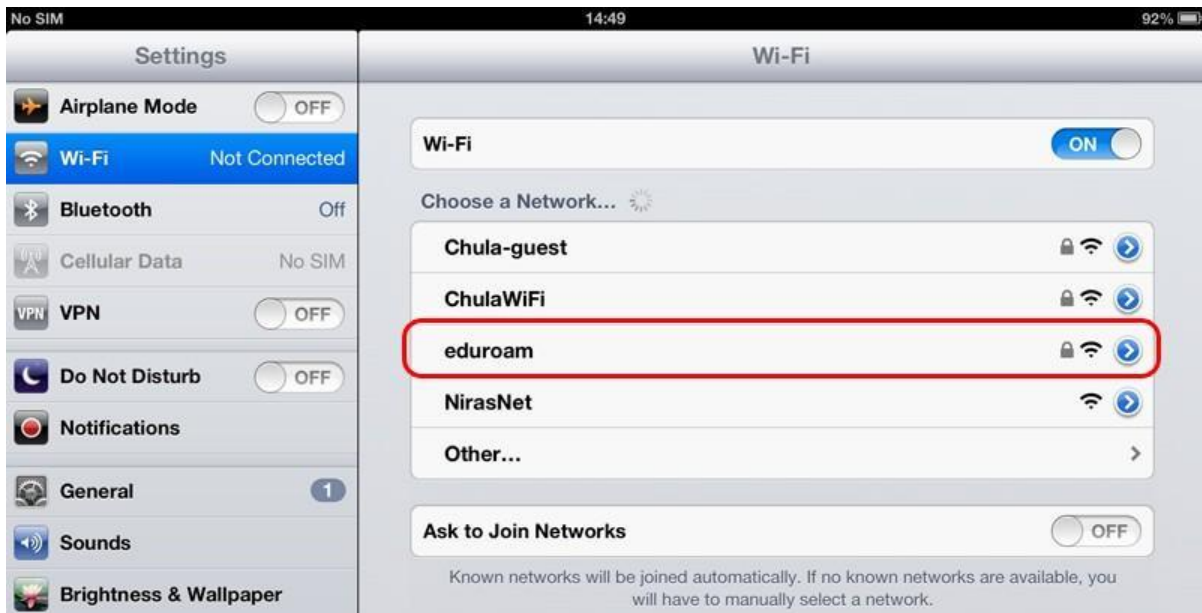 No SIM 14:49 92%
Settings
Wi-Fi
Airplane Mode OFF
Wi-Fi Not Connected
Bluetooth Off
Cellular Data No SIM
VPN VPN OFF
Do Not Disturb OFF
Notifications
General 1
Sounds
Brightness & Wallpaper
Wi-Fi ON
Choose a Network...
Chula-guest
ChulaWiFi
eduroam
NirasNet
Other...
Ask to Join Networks OFF
Known networks will be joined automatically. If no known networks are available, you
will have to manually select a network.